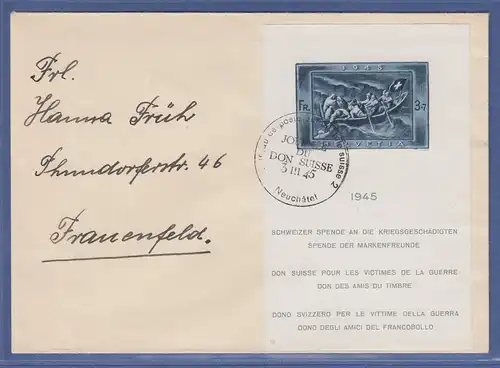 Frl.
Hanna Früh
Thundorferstr. 46
Frauenfeld.
1945
Fr. 3+7
HELVETIA
JOURNÉE
DU
DON SUISSE
3 III 45
Neuchâtel
1945
SCHWEIZER SPENDE AN DIE KRIEGSGESCHÄDIGTEN
SPENDE DER MARKENFREUNDE
DON SUISSE POUR LES VICTIMES DE LA GUERRE
DON DES AMIS DU TIMBRE
DONO SVIZZERO PER LE VITTIME DELLA GUERRA
DONO DEGLI AMICI DEL FRANCOBOLLO